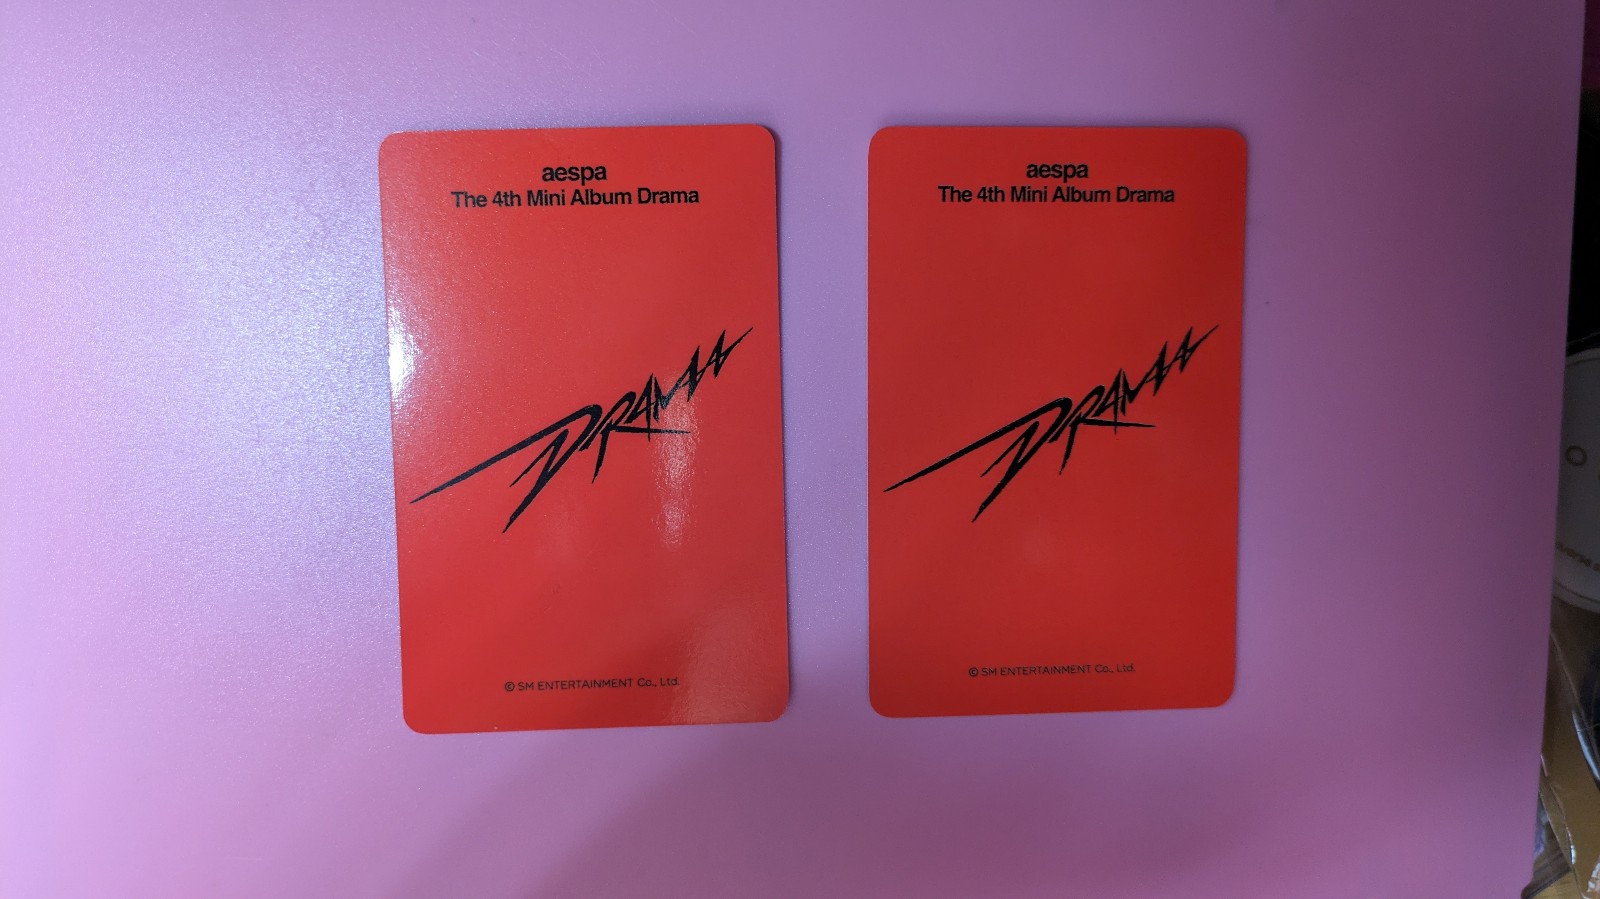 aespa
The 4th Mini Album Drama
DRAMA
© SM ENTERTAINMENT Co., Ltd.
aespa
The 4th Mini Album Drama
DRAMA
© SM ENTERTAINMENT Co., Ltd.